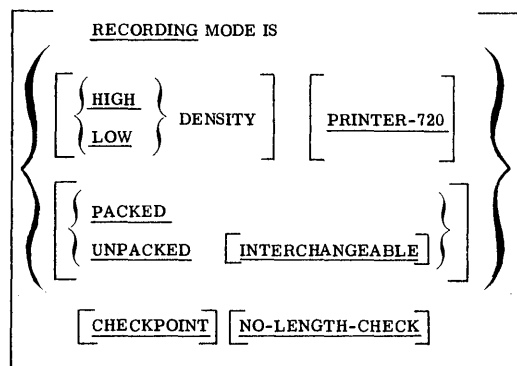 RECORDING MODE IS
HIGH
LOW
DENSITY
PRINTER-720
PACKED
UNPACKED INTERCHANGEABLE
CHECKPOINT NO-LENGTH-CHECK